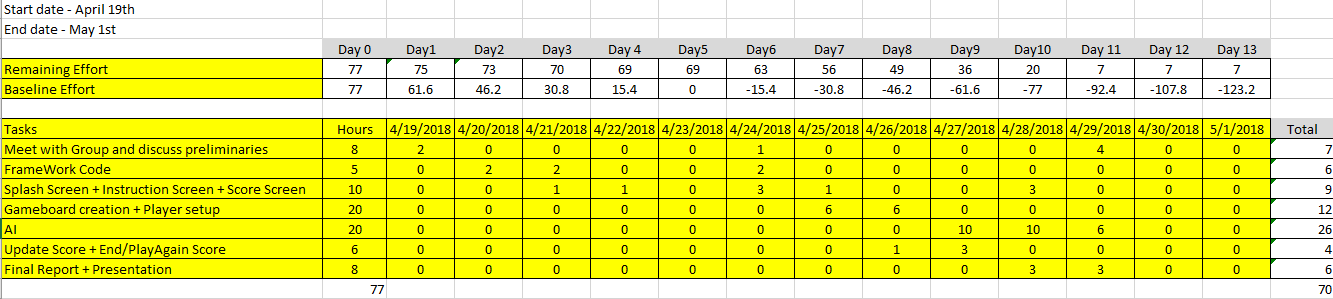 Start date - April 19th
End date - May 1st
Day 0 Day1 Day2 Day3 Day 4 Day5 Day6 Day7 Day8 Day9 Day10 Day 11 Day 12 Day 13
Remaining Effort 77 75 73 70 69 69 63 56 49 36 20 7 7 7
Baseline Effort 77 61.6 46.2 30.8 15.4 0 -15.4 -30.8 -46.2 -61.6 -77 -92.4 -107.8 -123.2
Tasks Hours 4/19/2018 4/20/2018 4/21/2018 4/22/2018 4/23/2018 4/24/2018 4/25/2018 4/26/2018 4/27/2018 4/28/2018 4/29/2018 4/30/2018 5/1/2018 Total
Meet with Group and discuss preliminaries 8 2 0 0 0 0 1 0 0 0 0 4 0 0 7
FrameWork Code 5 0 2 2 0 0 2 0 0 0 0 0 0 0 6
Splash Screen + Instruction Screen + Score Screen 10 0 0 1 1 0 3 1 0 0 3 0 0 0 9
Gameboard creation + Player setup 20 0 0 0 0 0 0 6 6 0 0 0 0 0 12
AI 20 0 0 0 0 0 0 0 0 10 10 6 0 0 26
Update Score + End/PlayAgain Score 6 0 0 0 0 0 0 0 1 3 0 0 0 0 4
Final Report + Presentation 8 0 0 0 0 0 0 0 0 0 3 3 0 0 6
77 70